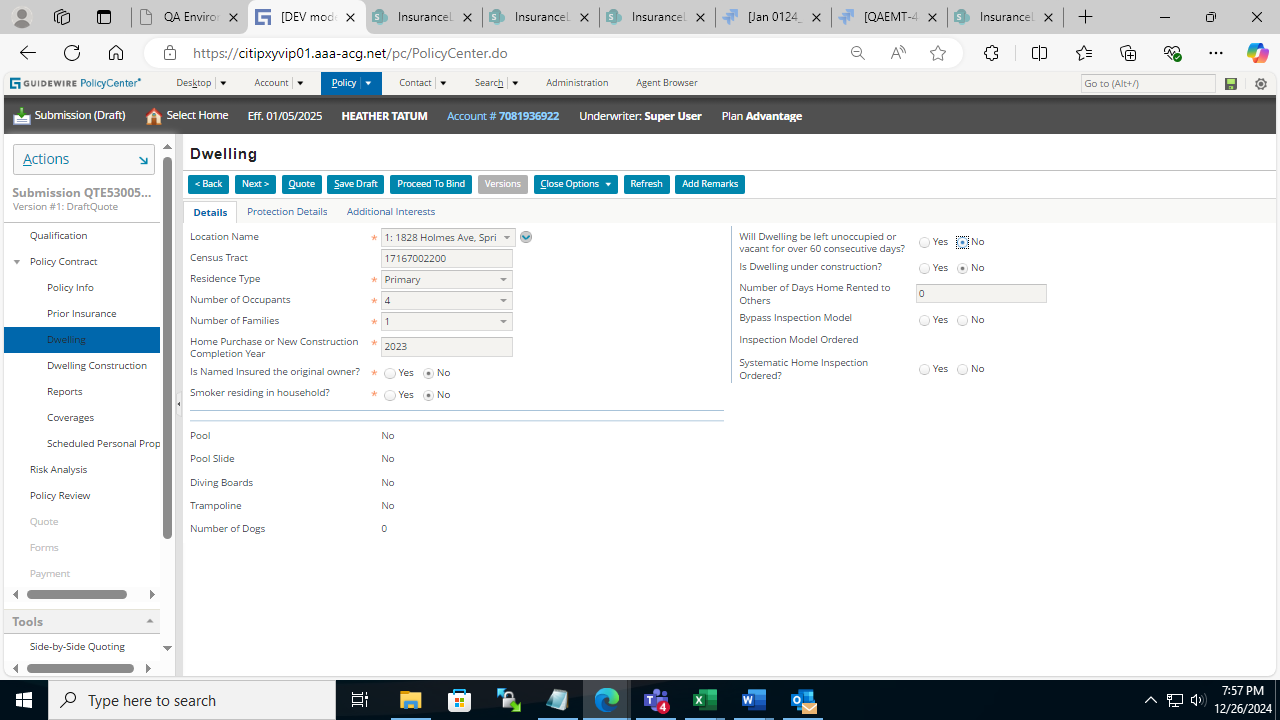 QA Environ
[DEV mode
InsuranceL
InsuranceL
InsuranceL
[Jan 0124_
[QAEMT-4
InsuranceL
https://citipxyvip01.aaa-acg.net/pc/PolicyCenter.do
GUIDEWIRE PolicyCenter
Desktop
Account
Policy
Contact
Search
Administration
Agent Browser
Go to (Alt+/)
Submission (Draft)
Select Home
Eff. 01/05/2025
HEATHER TATUM
Account # 7081936922
Underwriter: Super User
Plan Advantage
Actions
Submission QTE53005...
Version #1: DraftQuote
Qualification
Policy Contract
Policy Info
Prior Insurance
Dwelling
Dwelling Construction
Reports
Coverages
Scheduled Personal Prop
Risk Analysis
Policy Review
Quote
Forms
Payment
Tools
Side-by-Side Quoting
Dwelling
< Back
Next >
Quote
Save Draft
Proceed To Bind
Versions
Close Options
Refresh
Add Remarks
Details
Protection Details
Additional Interests
Location Name * 1: 1828 Holmes Ave, Spri
Census Tract 17167002200
Residence Type * Primary
Number of Occupants * 4
Number of Families * 1
Home Purchase or New Construction
Completion Year * 2023
Is Named Insured the original owner? * Yes No
Smoker residing in household? * Yes No
Pool No
Pool Slide No
Diving Boards No
Trampoline No
Number of Dogs 0
Will Dwelling be left unoccupied or
vacant for over 60 consecutive days? Yes No
Is Dwelling under construction? Yes No
Number of Days Home Rented to
Others 0
Bypass Inspection Model Yes No
Inspection Model Ordered
Systematic Home Inspection
Ordered? Yes No
Type here to search
4
7:57 PM
12/26/2024